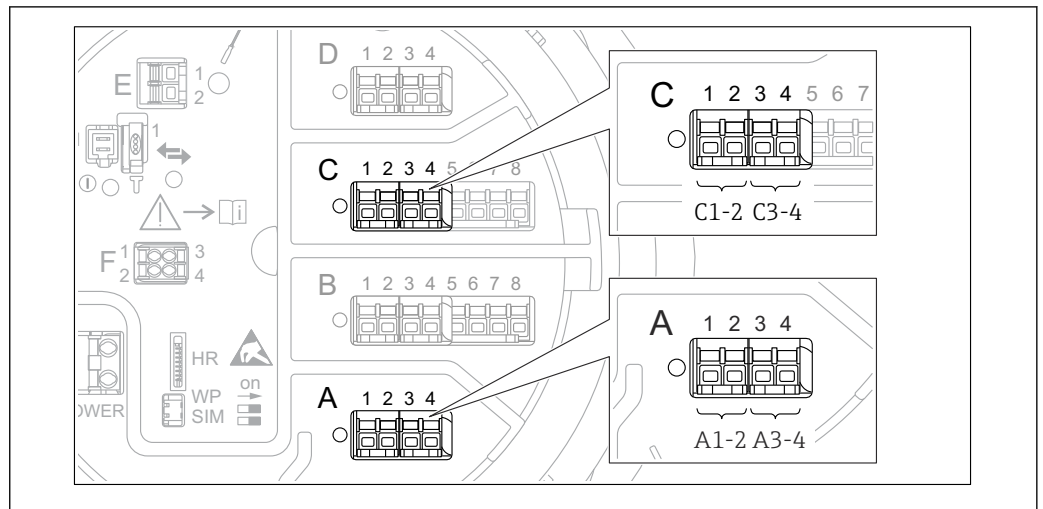 D 1 2 3 4
E 1
2
1
C 1 2 3 4 5 6 7 8
F 1 3
2 4
B 1 2 3 4 5 6 7 8
HR
WP
SIM
on
OWER
A 1 2 3 4
C 1 2 3 4 5 6 7
C1-2 C3-4
A 1 2 3 4
A1-2 A3-4